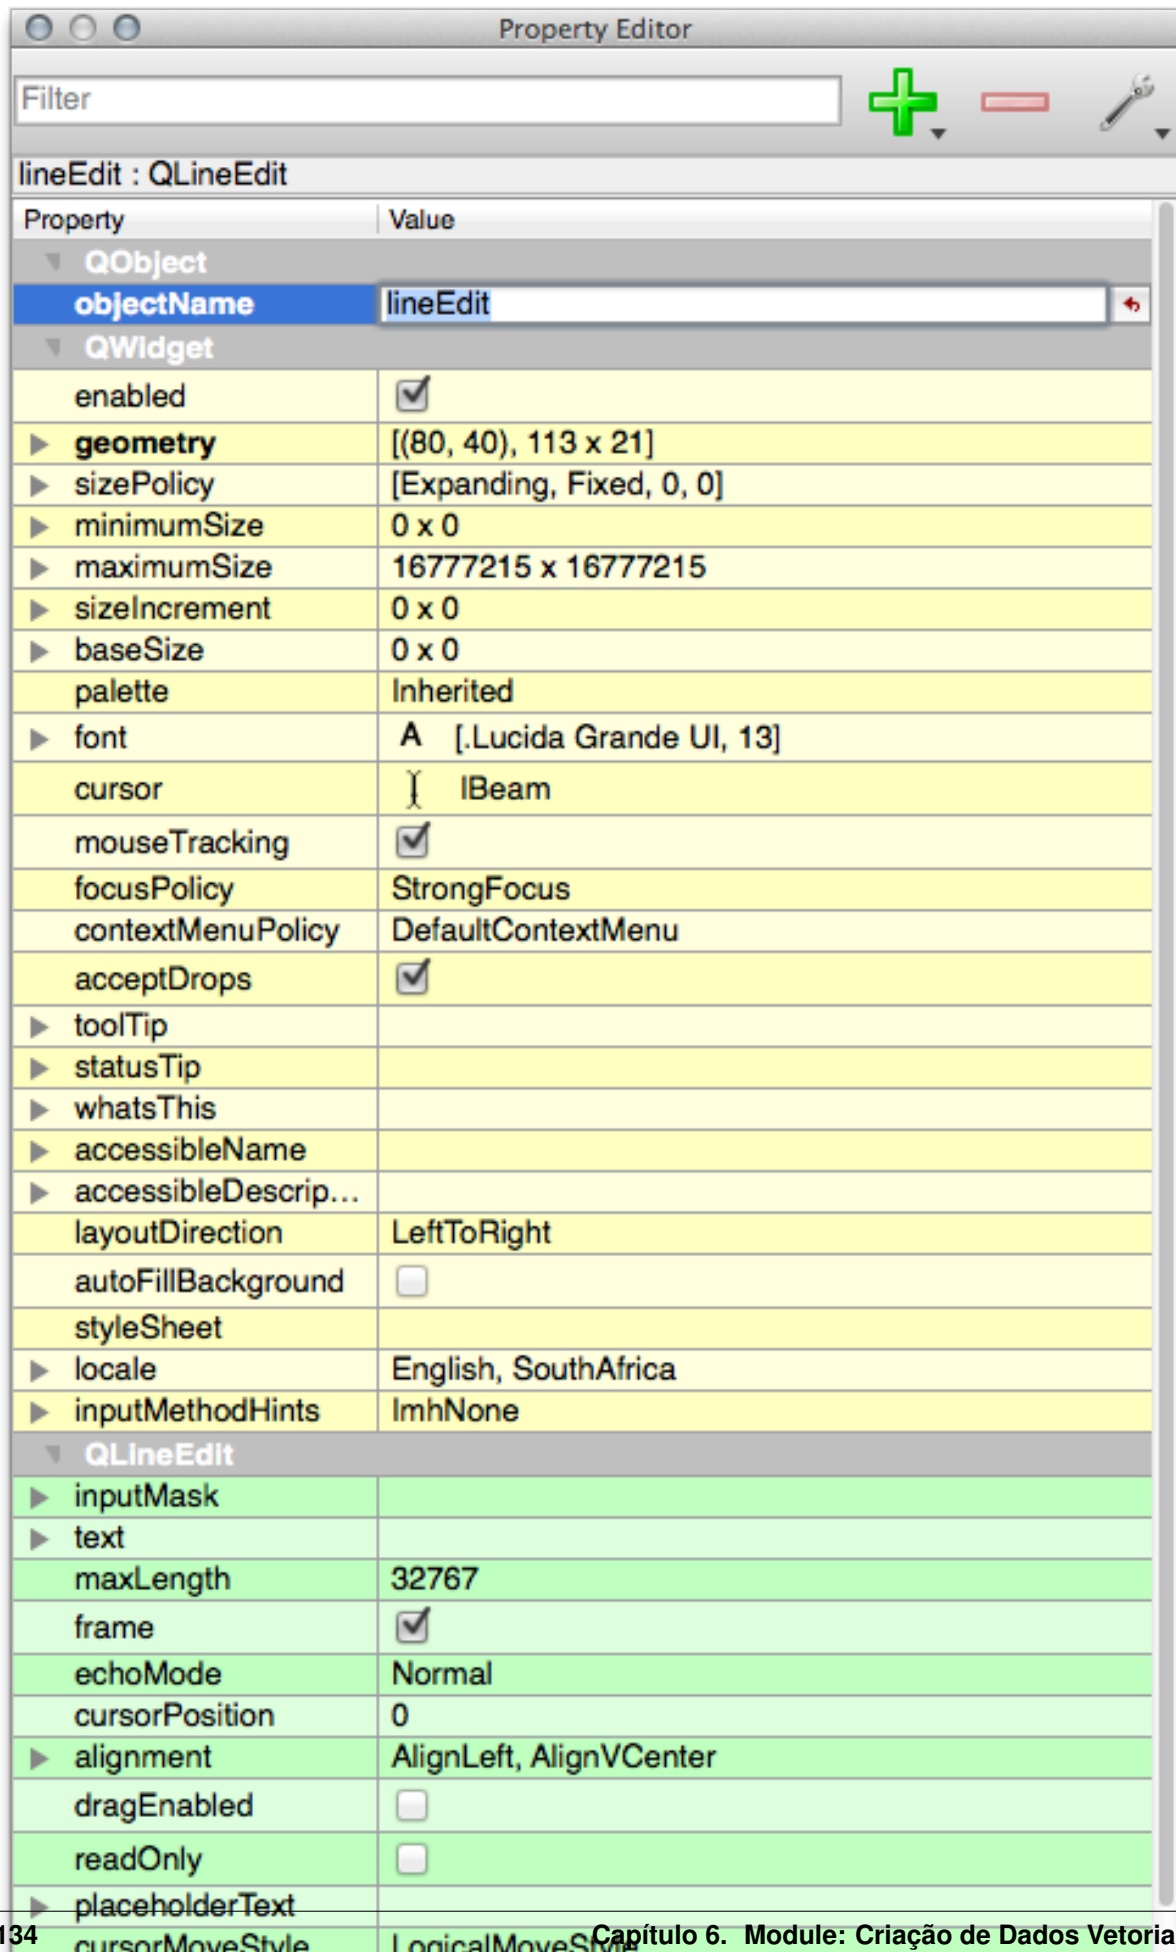 Property Editor
Filter
lineEdit : QLineEdit
Property Value
QObject
objectName lineEdit
QWidget
enabled
geometry [(80, 40), 113 x 21]
sizePolicy [Expanding, Fixed, 0, 0]
minimumSize 0 x 0
maximumSize 16777215 x 16777215
sizeIncrement 0 x 0
baseSize 0 x 0
palette Inherited
font A [.Lucida Grande UI, 13]
cursor IBeam
mouseTracking
focusPolicy StrongFocus
contextMenuPolicy DefaultContextMenu
acceptDrops
toolTip
statusTip
whatsThis
accessibleName
accessibleDescrip...
layoutDirection LeftToRight
autoFillBackground
styleSheet
locale English, SouthAfrica
inputMethodHints ImhNone
QLineEdit
inputMask
text
maxLength 32767
frame
echoMode Normal
cursorPosition 0
alignment AlignLeft, AlignVCenter
dragEnabled
readOnly
placeholderText
134 Capítulo 6. Module: Criação de Dados Vetoria
cursorMoveStyle LogicalMoveStyle